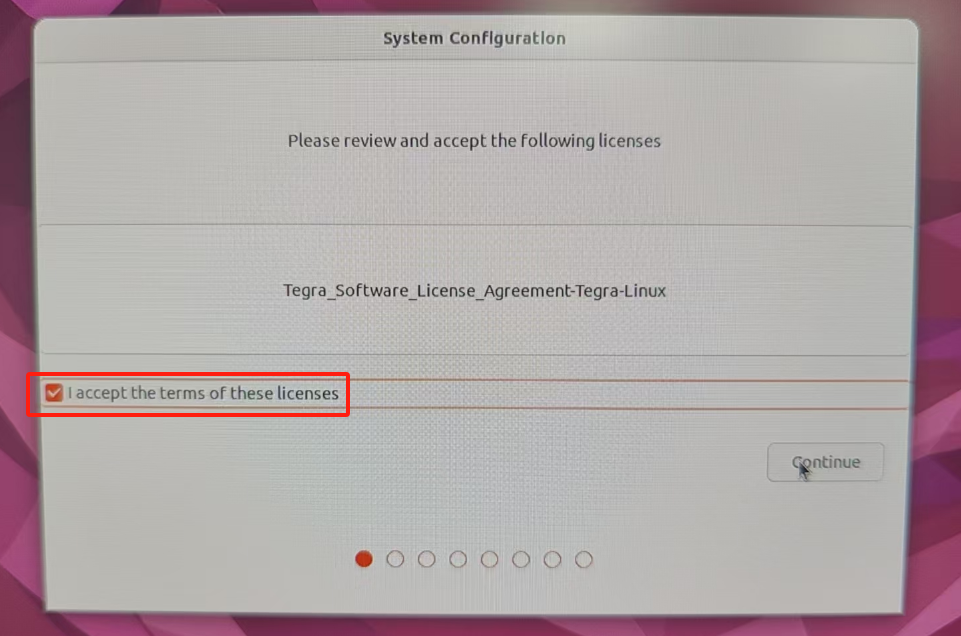 System Configuration
Please review and accept the following licenses
Tegra_Software_License_Agreement-Tegra-Linux
I accept the terms of these licenses
Continue